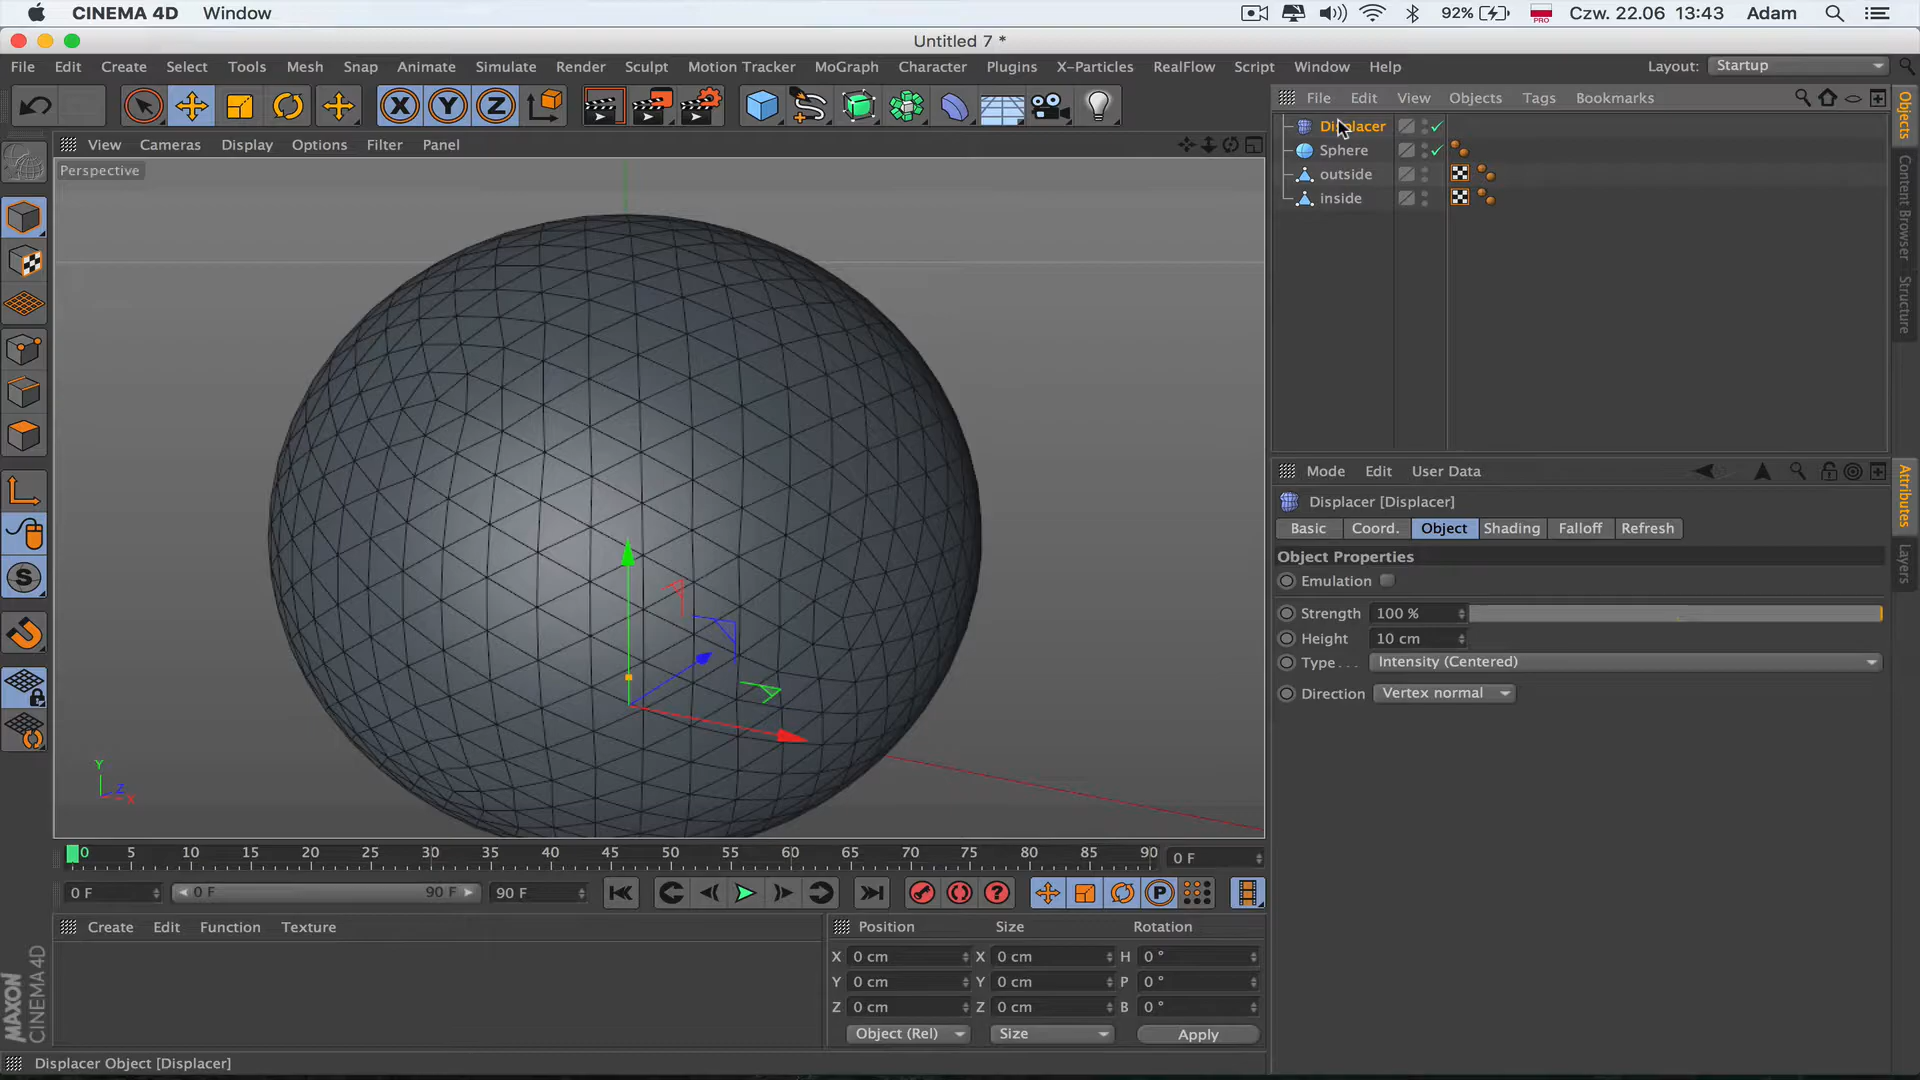 CINEMA 4D Window 92% PRO Czw. 22.06 13:43 Adam
Untitled 7 *
File Edit Create Select Tools Mesh Snap Animate Simulate Render Sculpt Motion Tracker MoGraph Character Plugins X-Particles RealFlow Script Window Help Layout: Startup
X Y Z
File Edit View Objects Tags Bookmarks
Displacer
Sphere
outside
inside
Objects
Content Browser
Structure
View Cameras Display Options Filter Panel
Perspective
Y
Z
X
Mode Edit User Data
Displacer [Displacer]
Basic Coord. Object Shading Falloff Refresh
Object Properties
Emulation
Strength 100 %
Height 10 cm
Type . . . Intensity (Centered)
Direction Vertex normal
Attributes
Layers
0 5 10 15 20 25 30 35 40 45 50 55 60 65 70 75 80 85 90 0 F
0 F 0 F 90 F 90 F
P
Create Edit Function Texture
Position Size Rotation
X 0 cm X 0 cm H 0 °
Y 0 cm Y 0 cm P 0 °
Z 0 cm Z 0 cm B 0 °
Object (Rel) Size Apply
MAXON
CINEMA 4D
Displacer Object [Displacer]